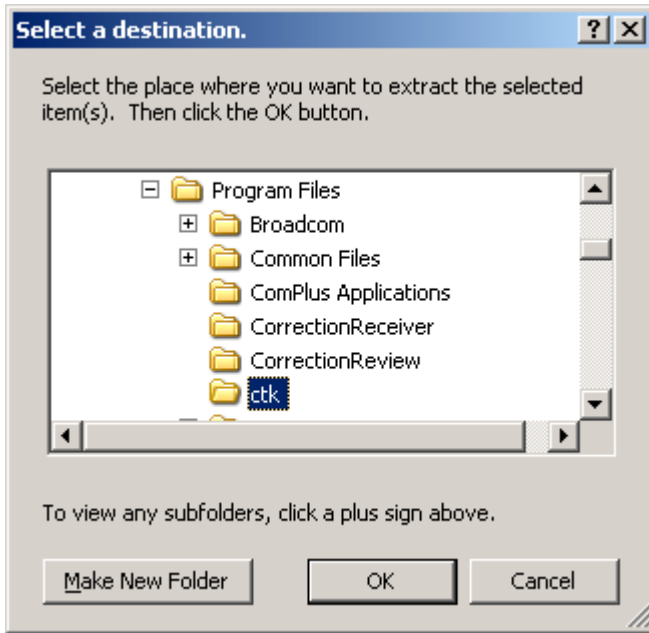 Select a destination.
Select the place where you want to extract the selected
item(s). Then click the OK button.
Program Files
Broadcom
Common Files
ComPlus Applications
CorrectionReceiver
CorrectionReview
ctk
To view any subfolders, click a plus sign above.
Make New Folder OK Cancel